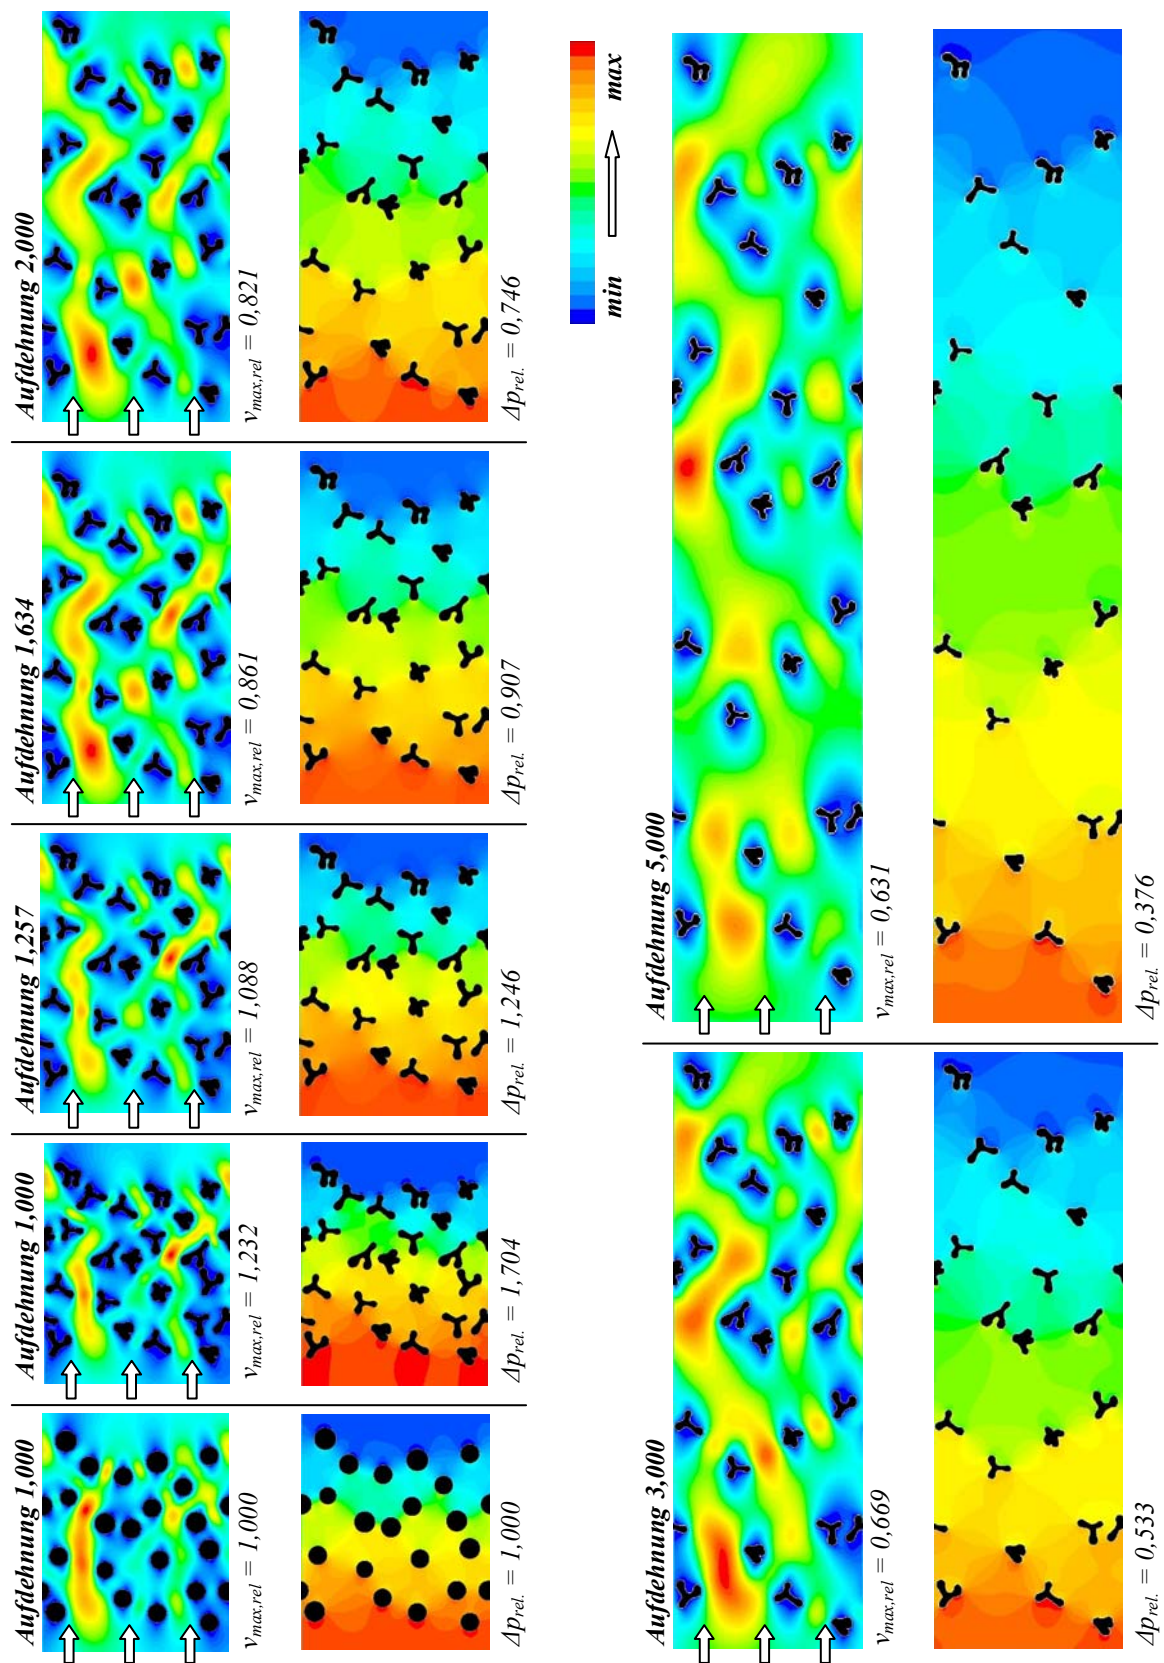 Aufdehnung 1,000
v_max,rel = 1,000
Δp_rel. = 1,000
Aufdehnung 1,000
v_max,rel = 1,232
Δp_rel. = 1,704
Aufdehnung 1,257
v_max,rel = 1,088
Δp_rel. = 1,246
Aufdehnung 1,634
v_max,rel = 0,861
Δp_rel. = 0,907
Aufdehnung 2,000
v_max,rel = 0,821
Δp_rel. = 0,746
min
max
Aufdehnung 3,000
v_max,rel = 0,669
Δp_rel. = 0,533
Aufdehnung 5,000
v_max,rel = 0,631
Δp_rel. = 0,376